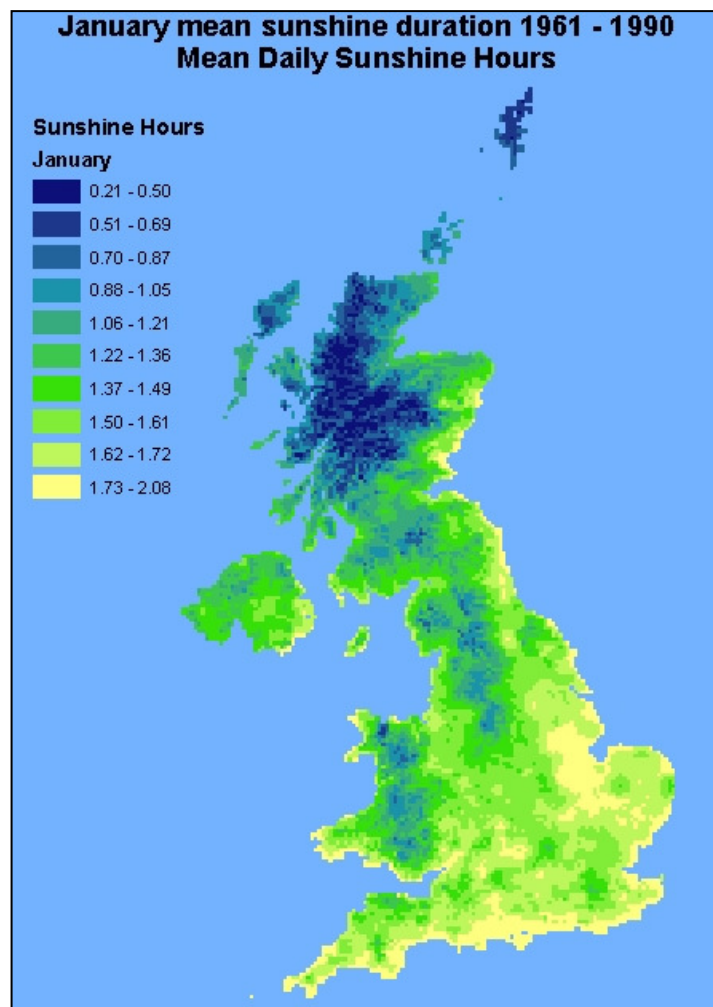 January mean sunshine duration 1961 - 1990
Mean Daily Sunshine Hours
Sunshine Hours
January
0.21 - 0.50
0.51 - 0.69
0.70 - 0.87
0.88 - 1.05
1.06 - 1.21
1.22 - 1.36
1.37 - 1.49
1.50 - 1.61
1.62 - 1.72
1.73 - 2.08